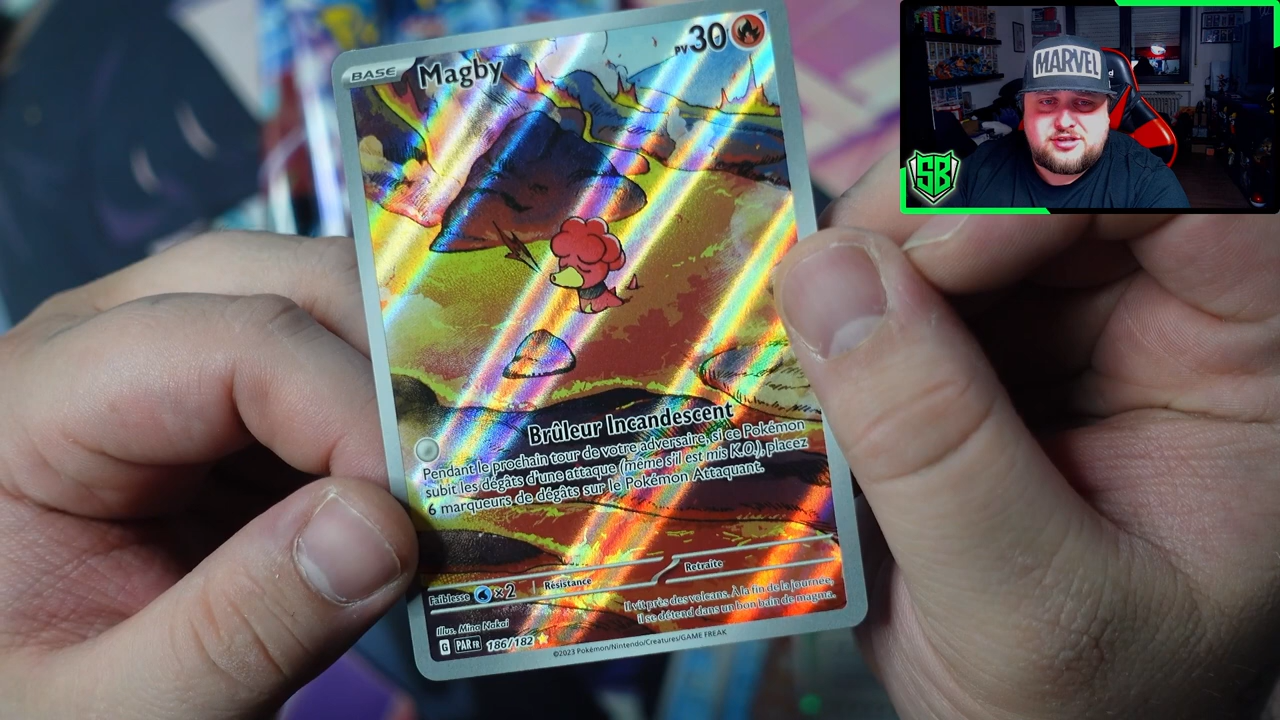 BASE Magby PV 30
Brûleur Incandescent
Pendant le prochain tour de votre adversaire, si ce Pokémon
subit les dégâts d'une attaque (même s'il est mis K.O.), placez
6 marqueurs de dégâts sur le Pokémon Attaquant.
Faiblesse ×2 Résistance Retraite
Il vit près des volcans. À la fin de la journée,
il se détend dans un bon bain de magma.
Illus. Mina Nakai
G PAR FR 186/182
©2023 Pokémon/Nintendo/Creatures/GAME FREAK
MARVEL
SB